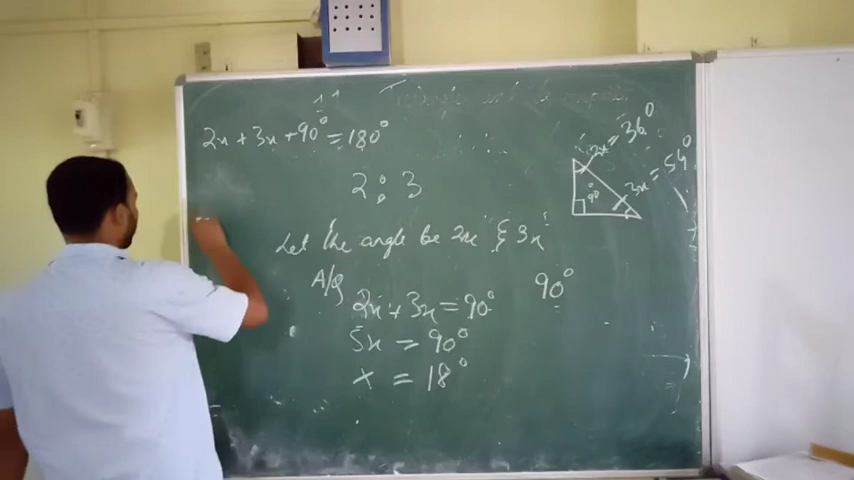 2x + 3x + 90° = 180°
2 : 3
Let the angle be 2x & 3x
A/Q
2x + 3x = 90°
5x = 90°
x = 18°
90°
2x = 36°
3x = 54°
90°